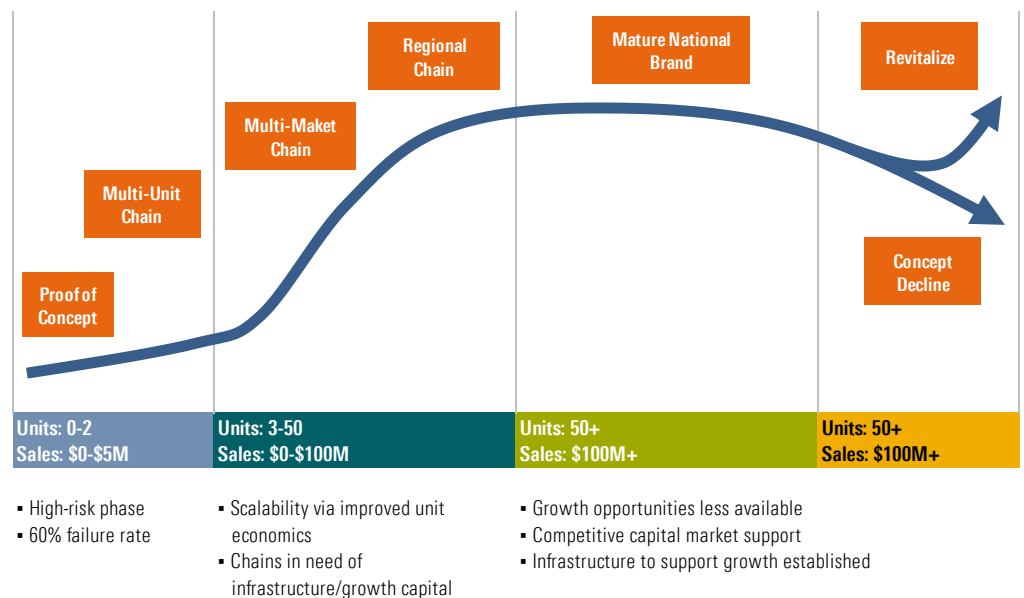 Proof of
Concept
Multi-Unit
Chain
Multi-Maket
Chain
Regional
Chain
Mature National
Brand
Revitalize
Concept
Decline
Units: 0-2
Sales: $0-$5M
Units: 3-50
Sales: $0-$100M
Units: 50+
Sales: $100M+
Units: 50+
Sales: $100M+
▪ High-risk phase
▪ 60% failure rate
▪ Scalability via improved unit
economics
▪ Chains in need of
infrastructure/growth capital
▪ Growth opportunities less available
▪ Competitive capital market support
▪ Infrastructure to support growth established